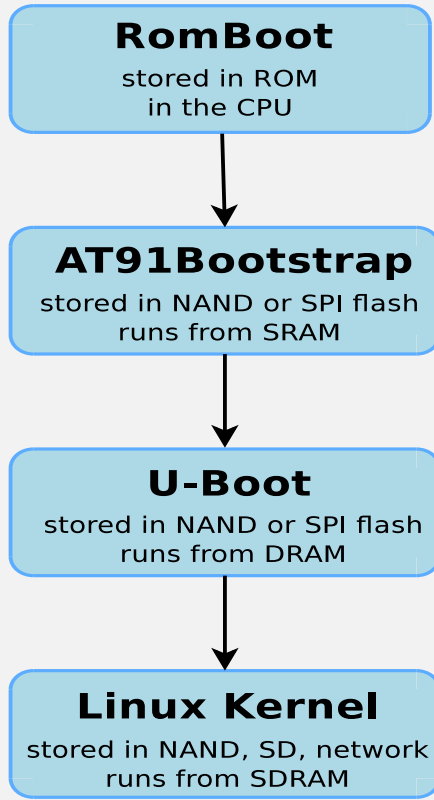 RomBoot
stored in ROM
in the CPU
AT91Bootstrap
stored in NAND or SPI flash
runs from SRAM
U-Boot
stored in NAND or SPI flash
runs from DRAM
Linux Kernel
stored in NAND, SD, network
runs from SDRAM